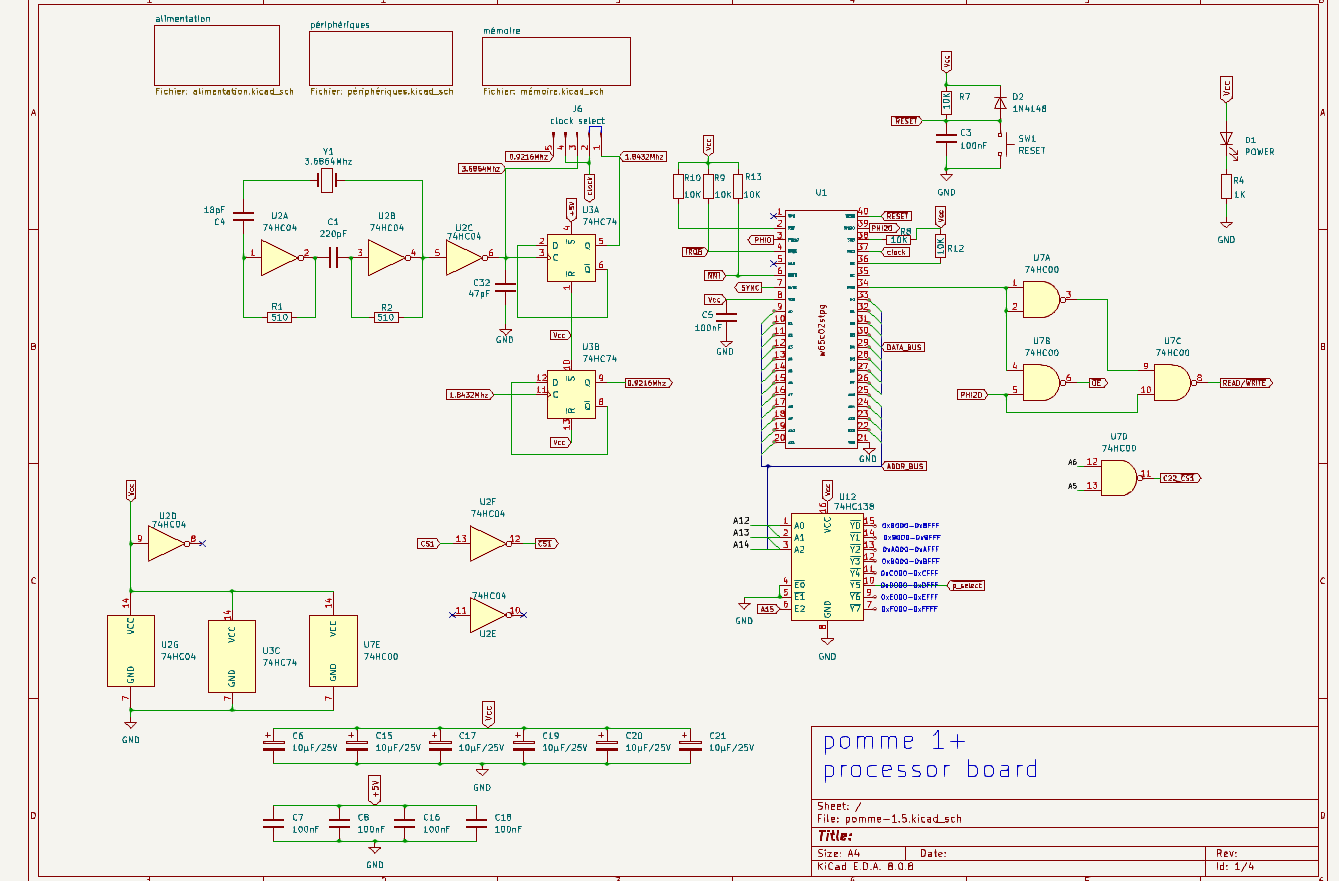 alimentation
Fichier: alimentation.kicad_sch
périphériques
Fichier: périphériques.kicad_sch
mémoire
Fichier: mémoire.kicad_sch
J6
clock select
5 4 3 2 1
0.9216Mhz
3.6864Mhz
1.8432Mhz
clock
Y1
3.6864Mhz
18pF
C4
U2A
74HC04
1 2
C1
220pF
U2B
74HC04
3 4
U2C
74HC04
5 6
R1
510
R2
510
C32
47pF
GND
+5V
U3A
74HC74
4
2 D S Q 5
3 C
R Q 6
1
Vcc
U3B
74HC74
10
12 D S Q 9
11 C
R Q 8
13
1.8432Mhz
0.9216Mhz
Vcc
Vcc
R10
10K
R9
10K
R13
10K
PHI0
IRQB
NMI
SYNC
Vcc
C5
100nF
GND
U1
w65c02stpg
1
2
3
4
5
6
7
8
9
10
11
12
13
14
15
16
17
18
19
20
40
39
38
37
36
35
34
33
32
31
30
29
28
27
26
25
24
23
22
21
RESET
PHI2D
R8
10K
clock
Vcc
R12
10K
DATA_BUS
GND
ADDR_BUS
Vcc
10K
R7
D2
1N4148
RESET
C3
100nF
SW1
RESET
GND
Vcc
D1
POWER
R4
1K
GND
U7A
74HC00
1
2
3
U7B
74HC00
4
5
6
OE
PHI2D
U7C
74HC00
9
10
8
READ/WRITE
U7D
74HC00
A6 12
A5 13
11
C22_CS1
Vcc
U2D
74HC04
9 8
U2F
74HC04
CS1 13 12 CS1
74HC04
11 10
U2E
14
VCC
GND
7
U2G
74HC04
14
VCC
GND
7
U3C
74HC74
14
VCC
GND
7
U7E
74HC00
GND
Vcc
U12
74HC138
16
VCC
A12 1 A0
A13 2 A1
A14 3 A2
4 E0
5 E1
A15 6 E2
GND
8
GND
GND
Y0 15
Y1 14 0x9000-0x9FFF
Y2 13 0xA000-0xAFFF
Y3 12
Y4 11 0xC000-0xCFFF
Y5 10 0xD000-0xDFFF p_select
Y6 9 0xE000-0xEFFF
Y7 7 0xF000-0xFFFF
Vcc
C6
10µF/25V
C15
10µF/25V
C17
10µF/25V
C19
10µF/25V
C20
10µF/25V
C21
10µF/25V
GND
+5V
C7
100nF
C8
100nF
C16
100nF
C18
100nF
GND
pomme 1+
processor board
Sheet: /
File: pomme-1.5.kicad_sch
Title:
Size: A4 Date: Rev:
KiCad E.D.A. 8.0.8 Id: 1/4
A
B
C
D
A
B
C
D